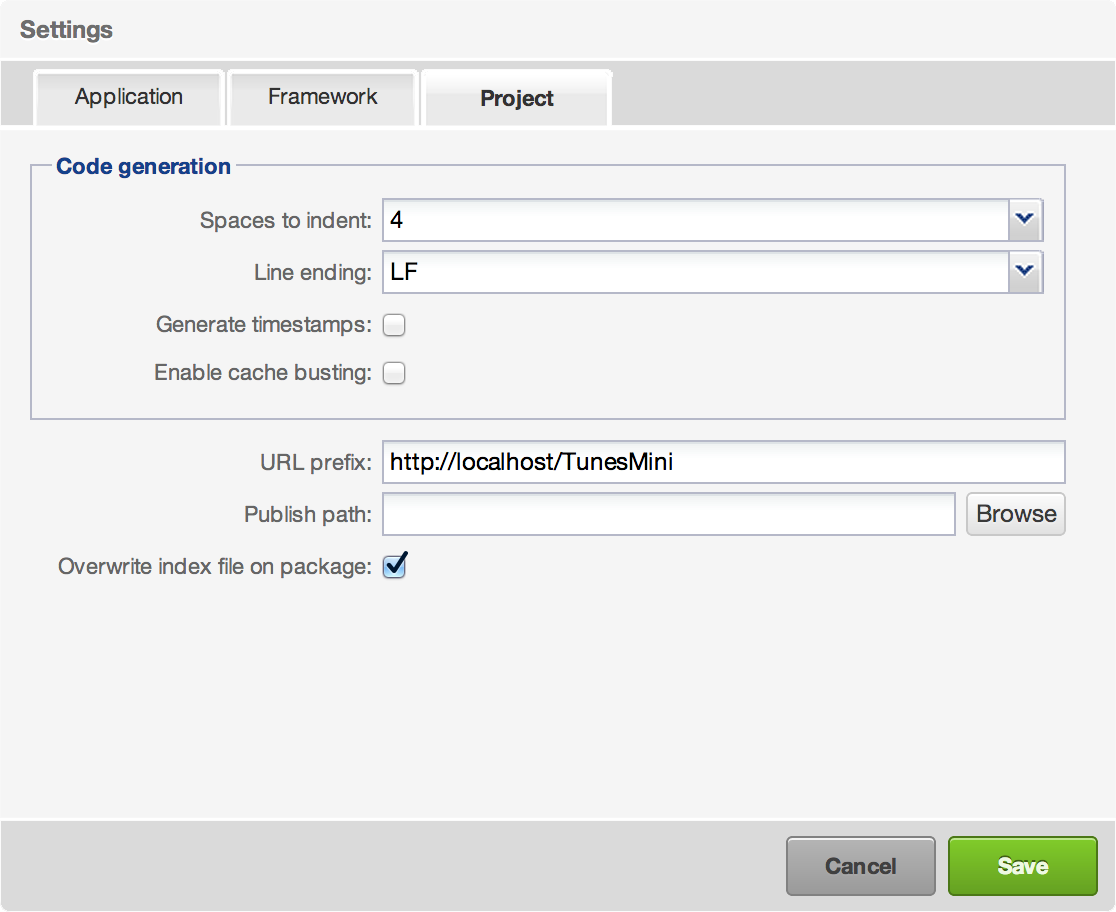 Settings
Application Framework Project
Code generation
Spaces to indent: 4
Line ending: LF
Generate timestamps:
Enable cache busting:
URL prefix: http://localhost/TunesMini
Publish path: Browse
Overwrite index file on package:
Cancel Save